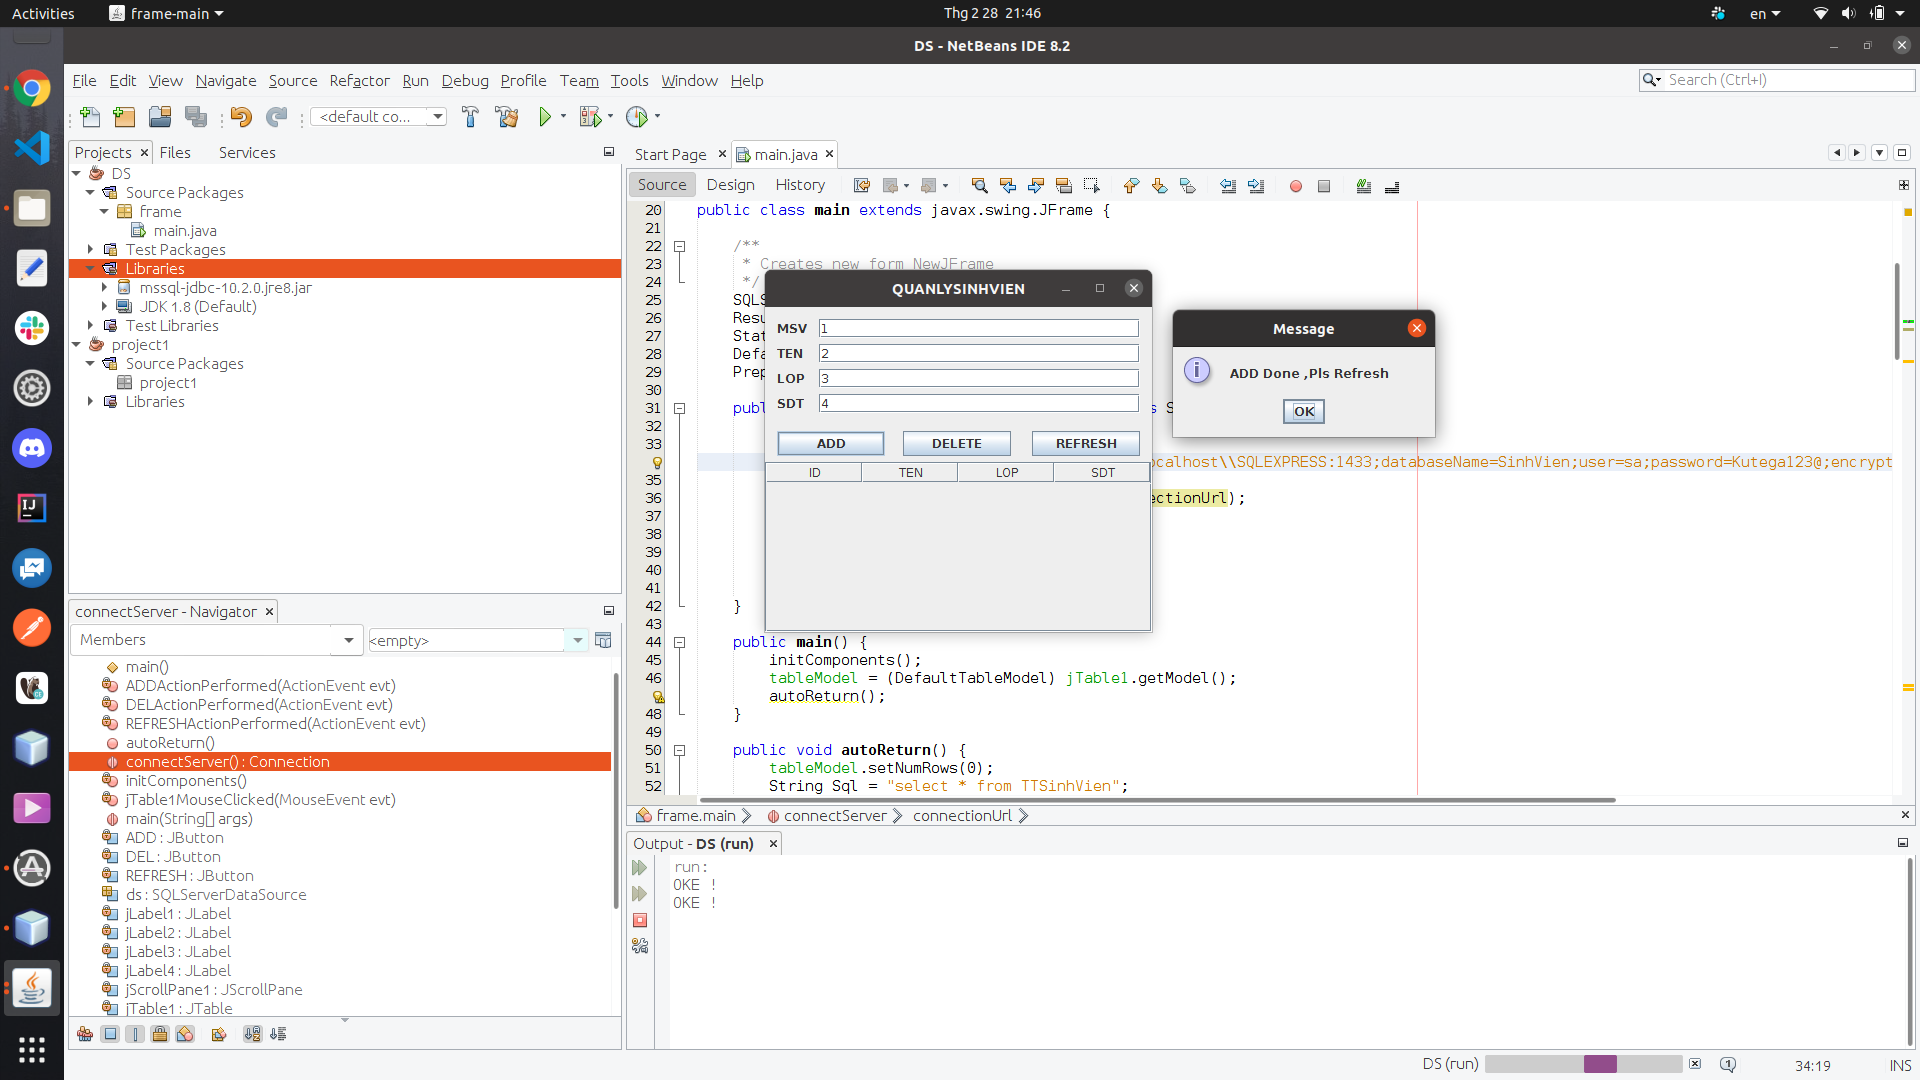 Activities
frame-main
Thg 2 28 21:46
en
DS - NetBeans IDE 8.2
File Edit View Navigate Source Refactor Run Debug Profile Team Tools Window Help
Search (Ctrl+I)
<default co...
Projects
Files
Services
DS
Source Packages
frame
main.java
Test Packages
Libraries
mssql-jdbc-10.2.0.jre8.jar
JDK 1.8 (Default)
Test Libraries
project1
Source Packages
project1
Libraries
Start Page
main.java
Source Design History
20 public class main extends javax.swing.JFrame {
21
22 /**
23 * Creates new form NewJFrame
24 */
25 SQLS
26 Resu
27 Stat
28 Defa
29 Prep
30
31 publ s S
32
33
ocalhost\\SQLEXPRESS:1433;databaseName=SinhVien;user=sa;password=Kutega123@;encrypt
35
36 ectionUrl);
37
38
39
40
41
42 }
43
44 public main() {
45 initComponents();
46 tableModel = (DefaultTableModel) jTable1.getModel();
autoReturn();
48 }
49
50 public void autoReturn() {
51 tableModel.setNumRows(0);
52 String Sql = "select * from TTSinhVien";
QUANLYSINHVIEN
MSV 1
TEN 2
LOP 3
SDT 4
ADD DELETE REFRESH
ID TEN LOP SDT
Message
ADD Done ,Pls Refresh
OK
frame.main connectServer connectionUrl
connectServer - Navigator
Members
<empty>
main()
ADDActionPerformed(ActionEvent evt)
DELActionPerformed(ActionEvent evt)
REFRESHActionPerformed(ActionEvent evt)
autoReturn()
connectServer() : Connection
initComponents()
jTable1MouseClicked(MouseEvent evt)
main(String[] args)
ADD : JButton
DEL : JButton
REFRESH : JButton
ds : SQLServerDataSource
jLabel1 : JLabel
jLabel2 : JLabel
jLabel3 : JLabel
jLabel4 : JLabel
jScrollPane1 : JScrollPane
jTable1 : JTable
Output - DS (run)
run:
OKE !
OKE !
DS (run)
34:19
INS